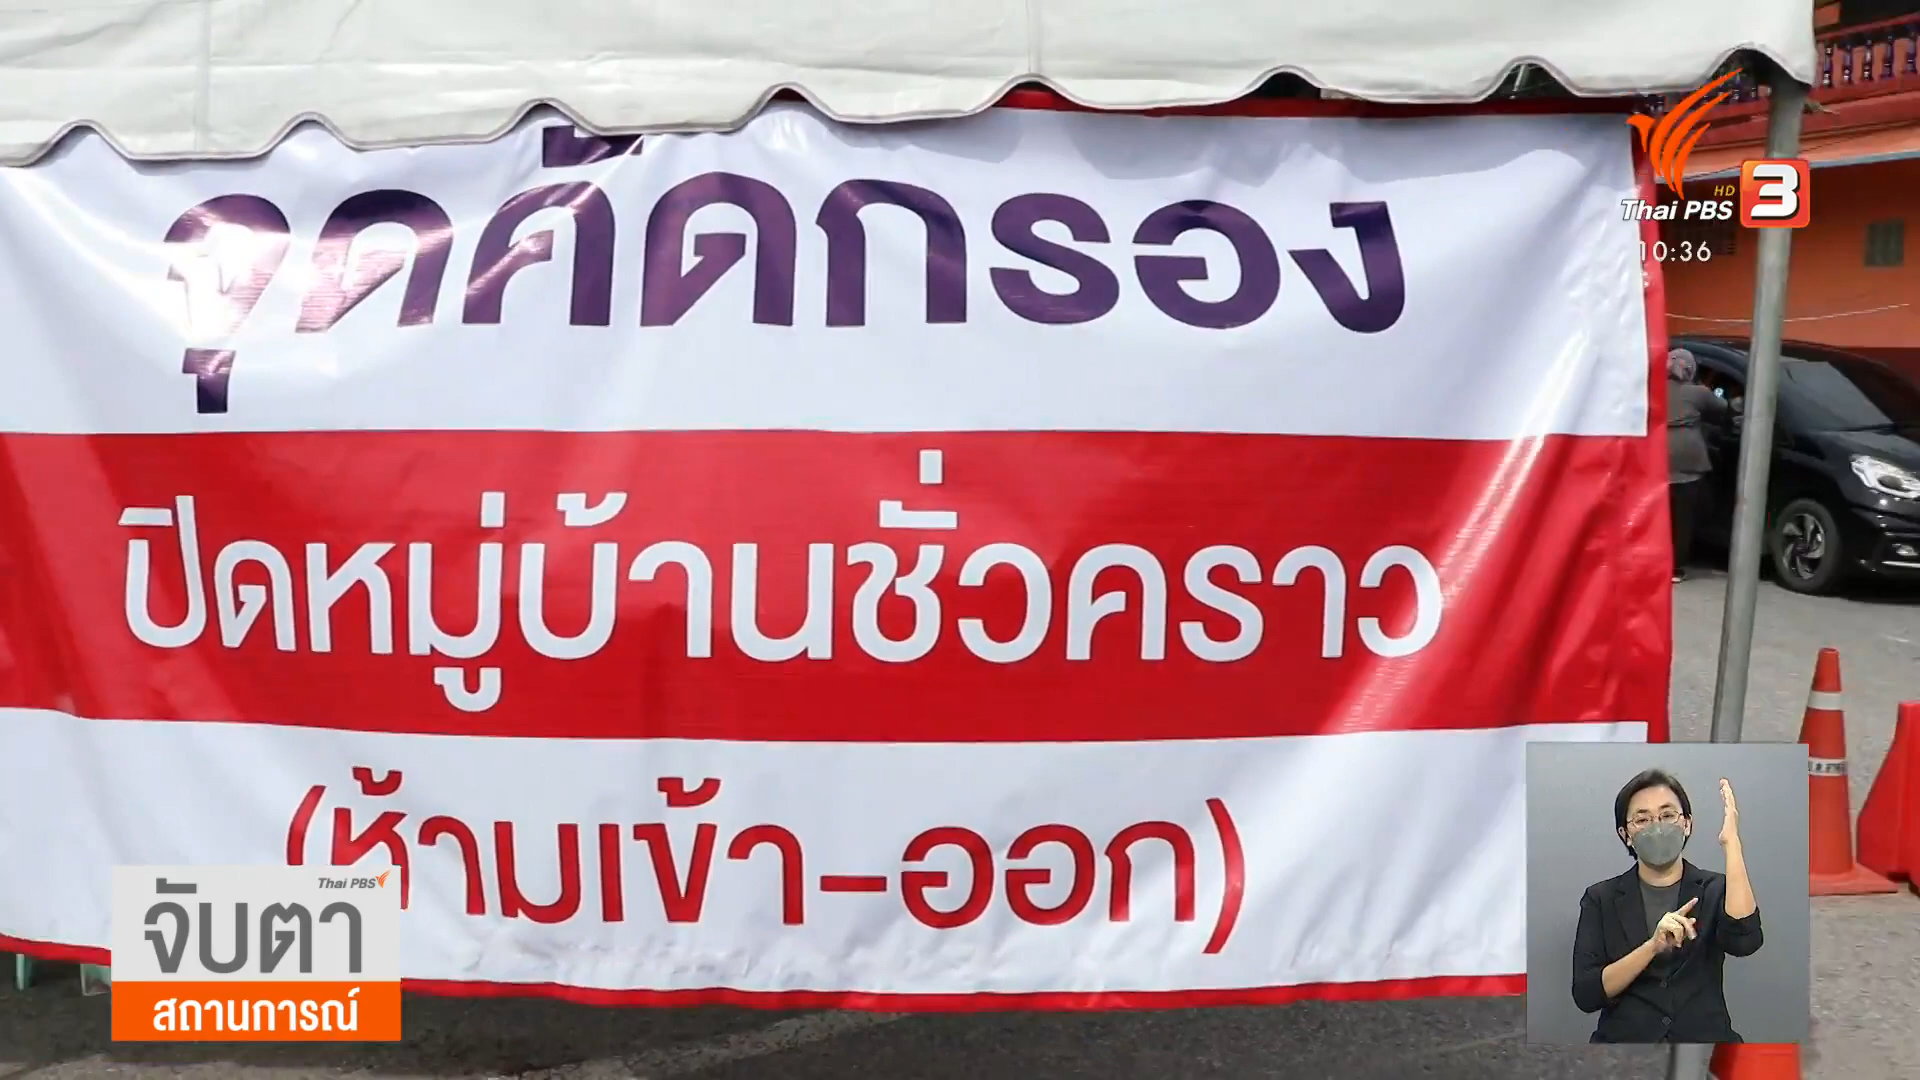 จุดคัดกรอง
HD
Thai PBS 3
10:36
ปิดหมู่บ้านชั่วคราว
(ห้ามเข้า-ออก)
Thai PBS
จับตา
สถานการณ์